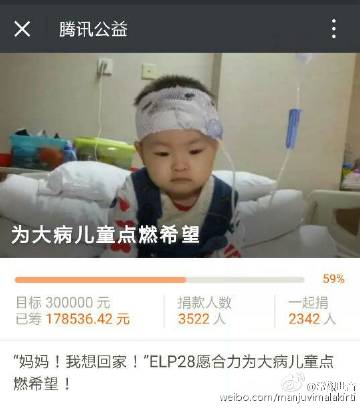 腾讯公益
为大病儿童点燃希望
59%
目标 300000 元
已筹 178536.42 元
捐款人数
3522 人
一起捐
2342 人
“妈妈！我想回家！”ELP28愿合力为大病儿童点
燃希望！
weibo.com/manjuvimalakirti